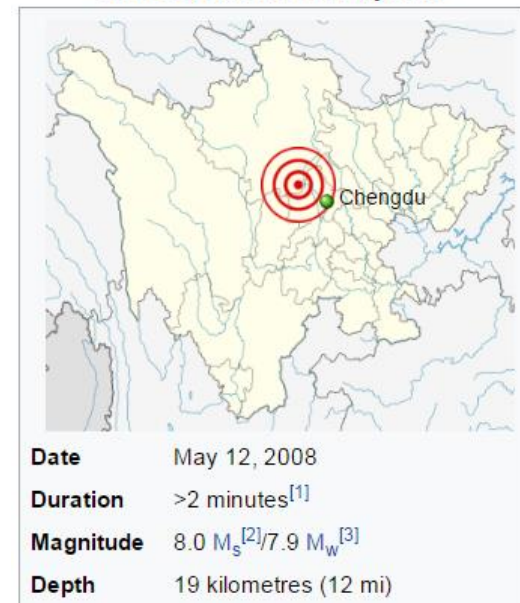 Chengdu
Date May 12, 2008
Duration >2 minutes[1]
Magnitude 8.0 Ms[2]/7.9 Mw[3]
Depth 19 kilometres (12 mi)